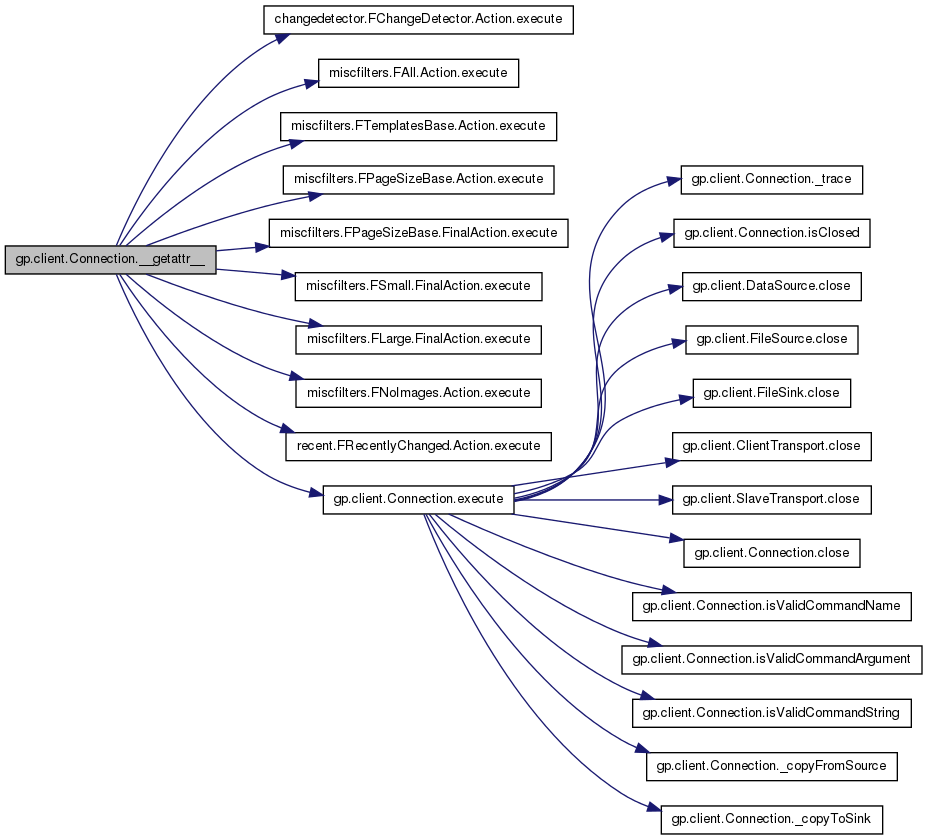 changedetector.FChangeDetector.Action.execute
miscfilters.FAll.Action.execute
miscfilters.FTemplatesBase.Action.execute
miscfilters.FPageSizeBase.Action.execute
gp.client.Connection._trace
miscfilters.FPageSizeBase.FinalAction.execute
gp.client.Connection.isClosed
gp.client.Connection.__getattr__
miscfilters.FSmall.FinalAction.execute
gp.client.DataSource.close
miscfilters.FLarge.FinalAction.execute
gp.client.FileSource.close
miscfilters.FNoImages.Action.execute
gp.client.FileSink.close
recent.FRecentlyChanged.Action.execute
gp.client.ClientTransport.close
gp.client.Connection.execute
gp.client.SlaveTransport.close
gp.client.Connection.close
gp.client.Connection.isValidCommandName
gp.client.Connection.isValidCommandArgument
gp.client.Connection.isValidCommandString
gp.client.Connection._copyFromSource
gp.client.Connection._copyToSink